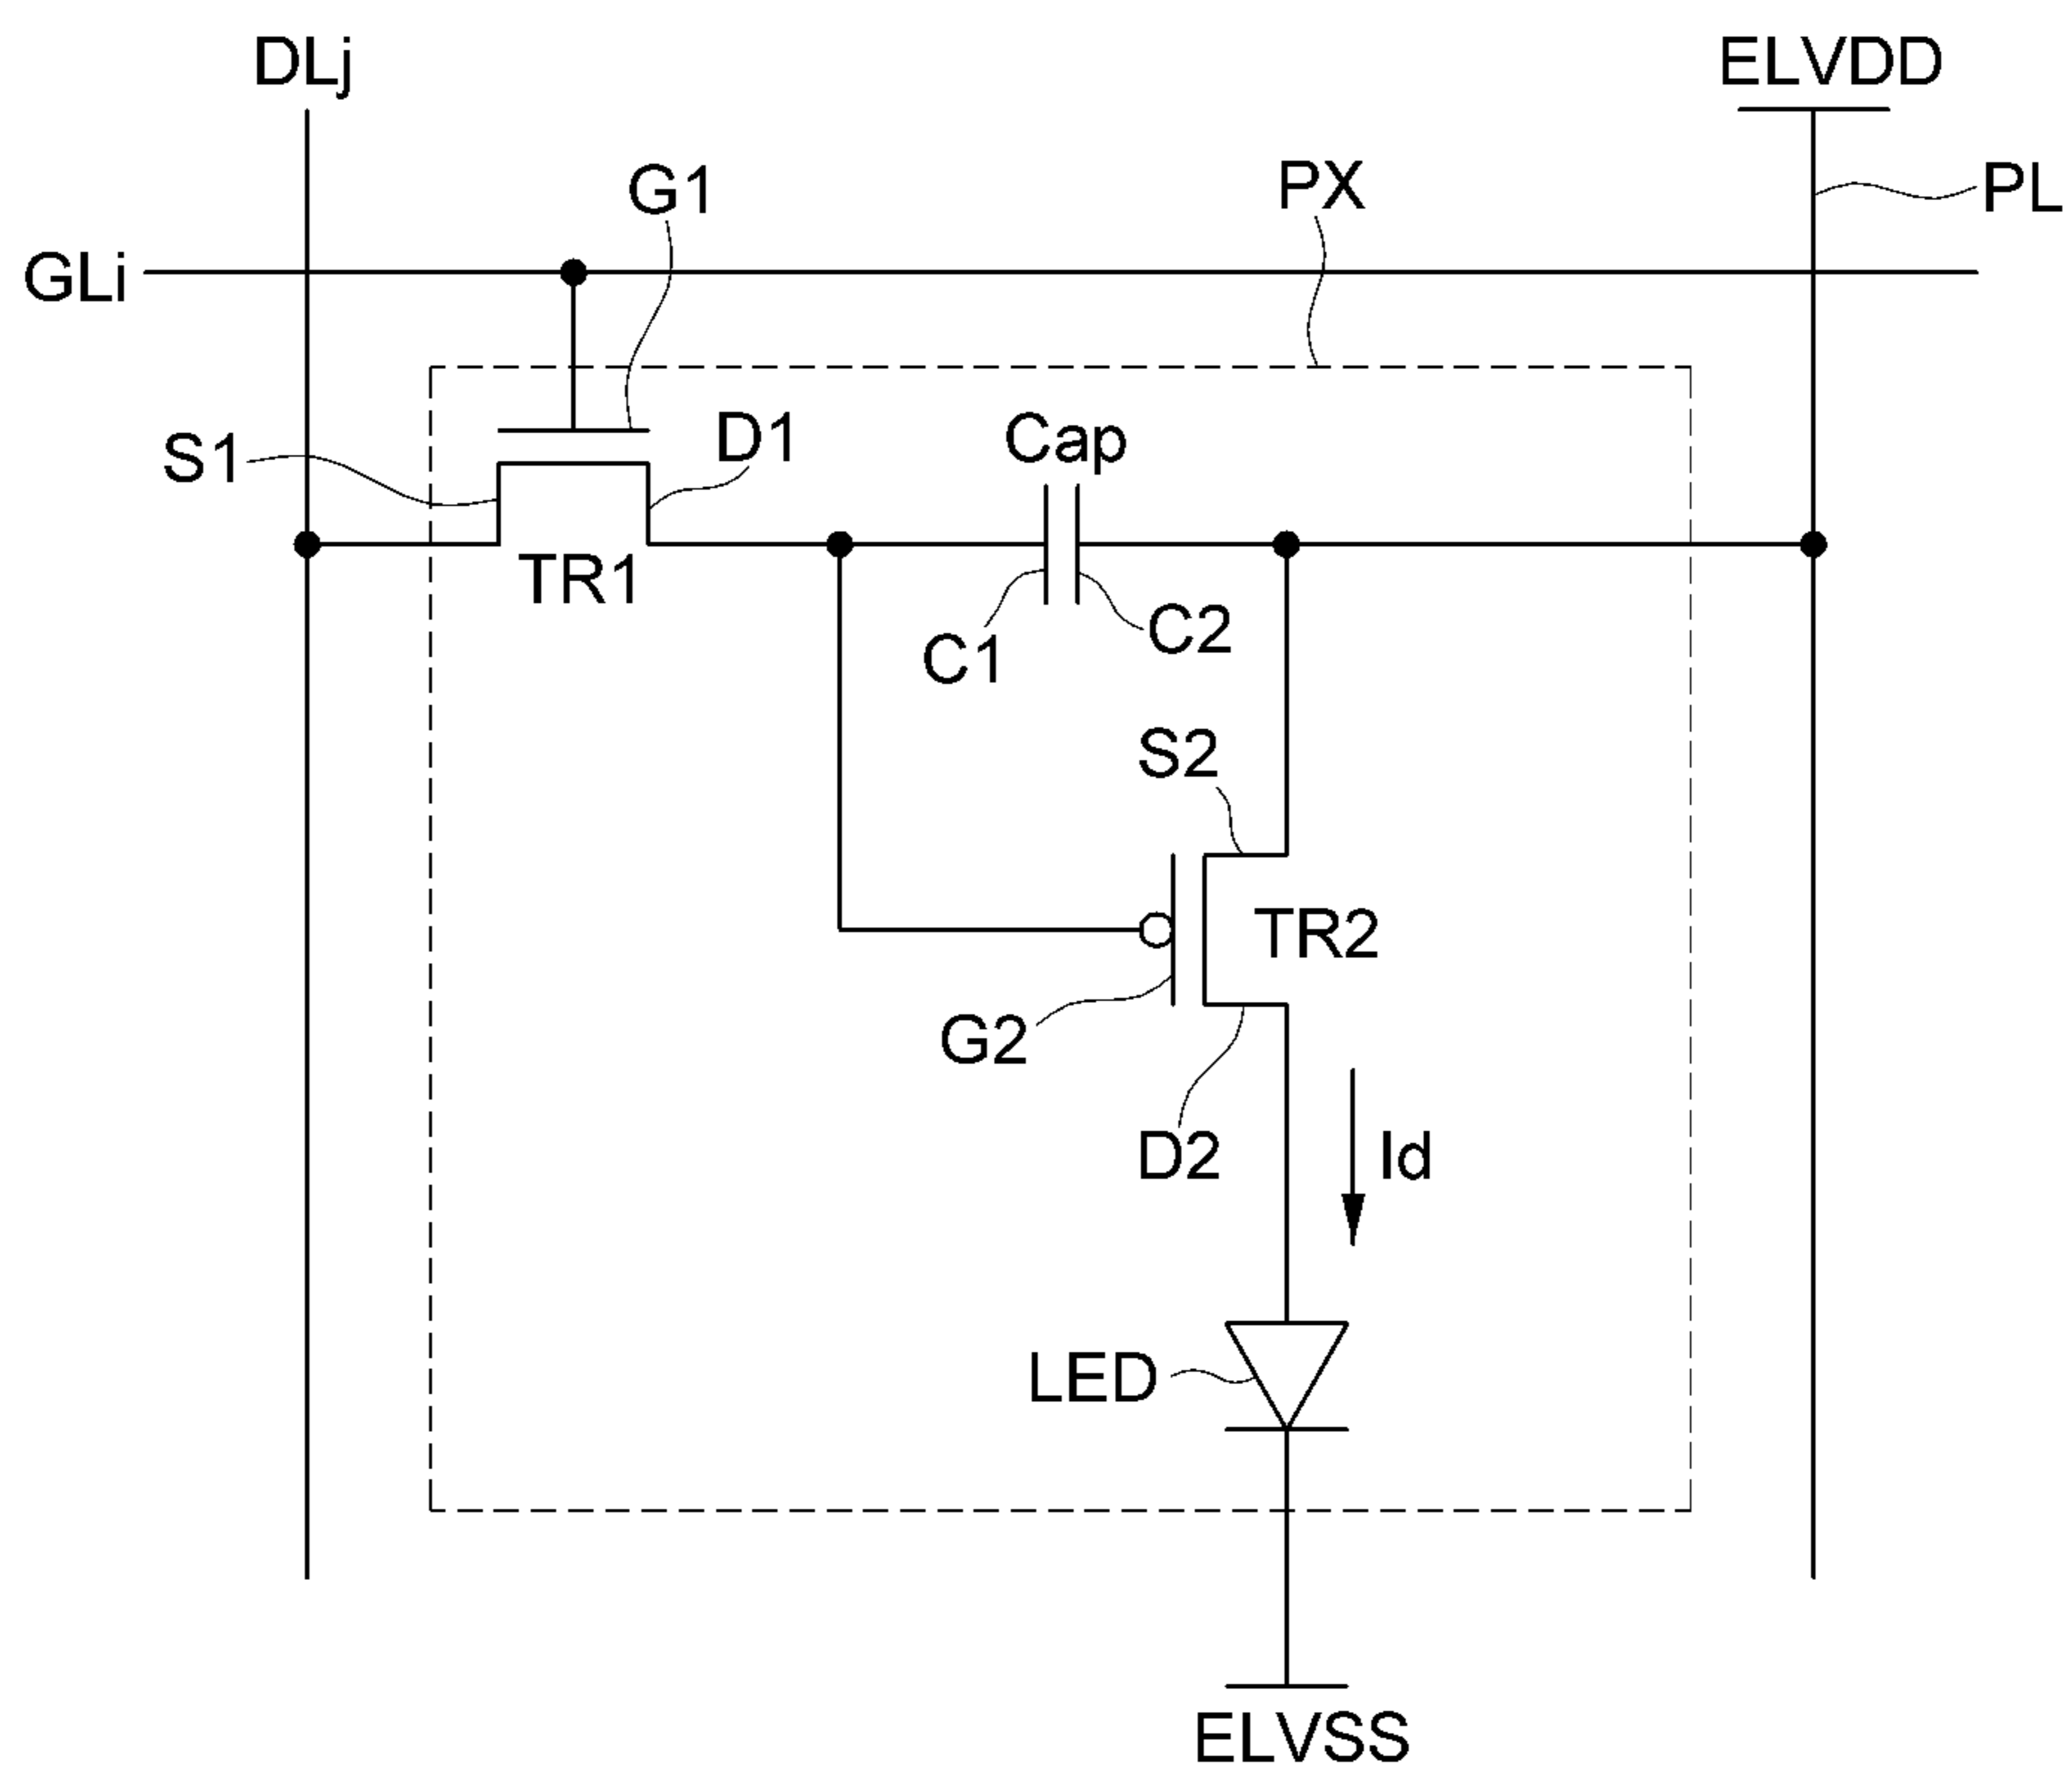 DLj
ELVDD
G1
PX
PL
GLi
S1
D1
Cap
TR1
C1
C2
S2
TR2
G2
D2
Id
LED
ELVSS